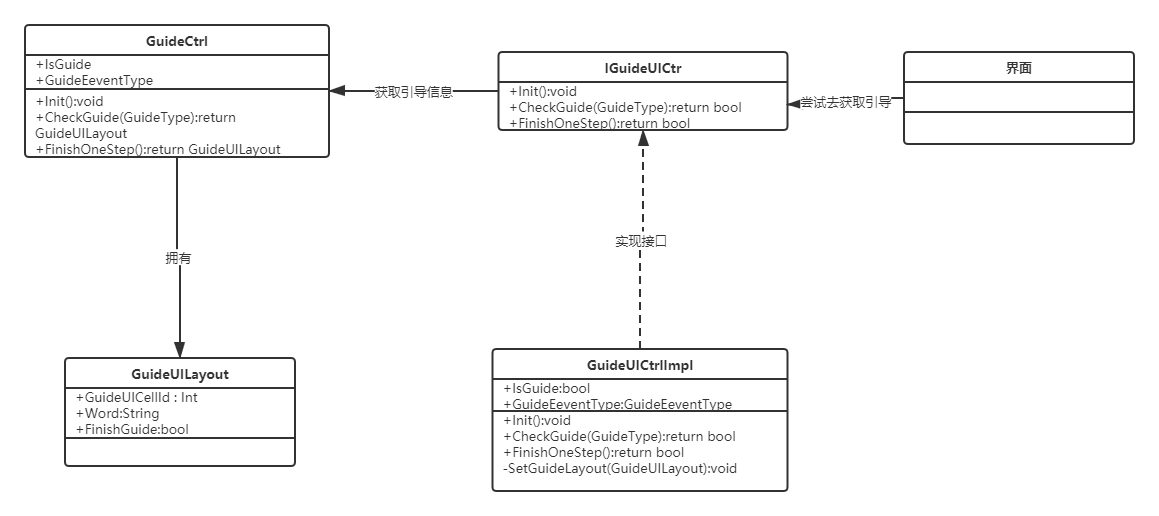 GuideCtrl
+IsGuide
+GuideEeventType
+Init():void
+CheckGuide(GuideType):return
GuideUILayout
+FinishOneStep():return GuideUILayout
获取引导信息
IGuideUICtr
+Init():void
+CheckGuide(GuideType):return bool
+FinishOneStep():return bool
尝试去获取引导
界面
拥有
实现接口
GuideUILayout
+GuideUICellId : Int
+Word:String
+FinishGuide:bool
GuideUICtrlImpl
+IsGuide:bool
+GuideEeventType:GuideEeventType
+Init():void
+CheckGuide(GuideType):return bool
+FinishOneStep():return bool
-SetGuideLayout(GuideUILayout):void